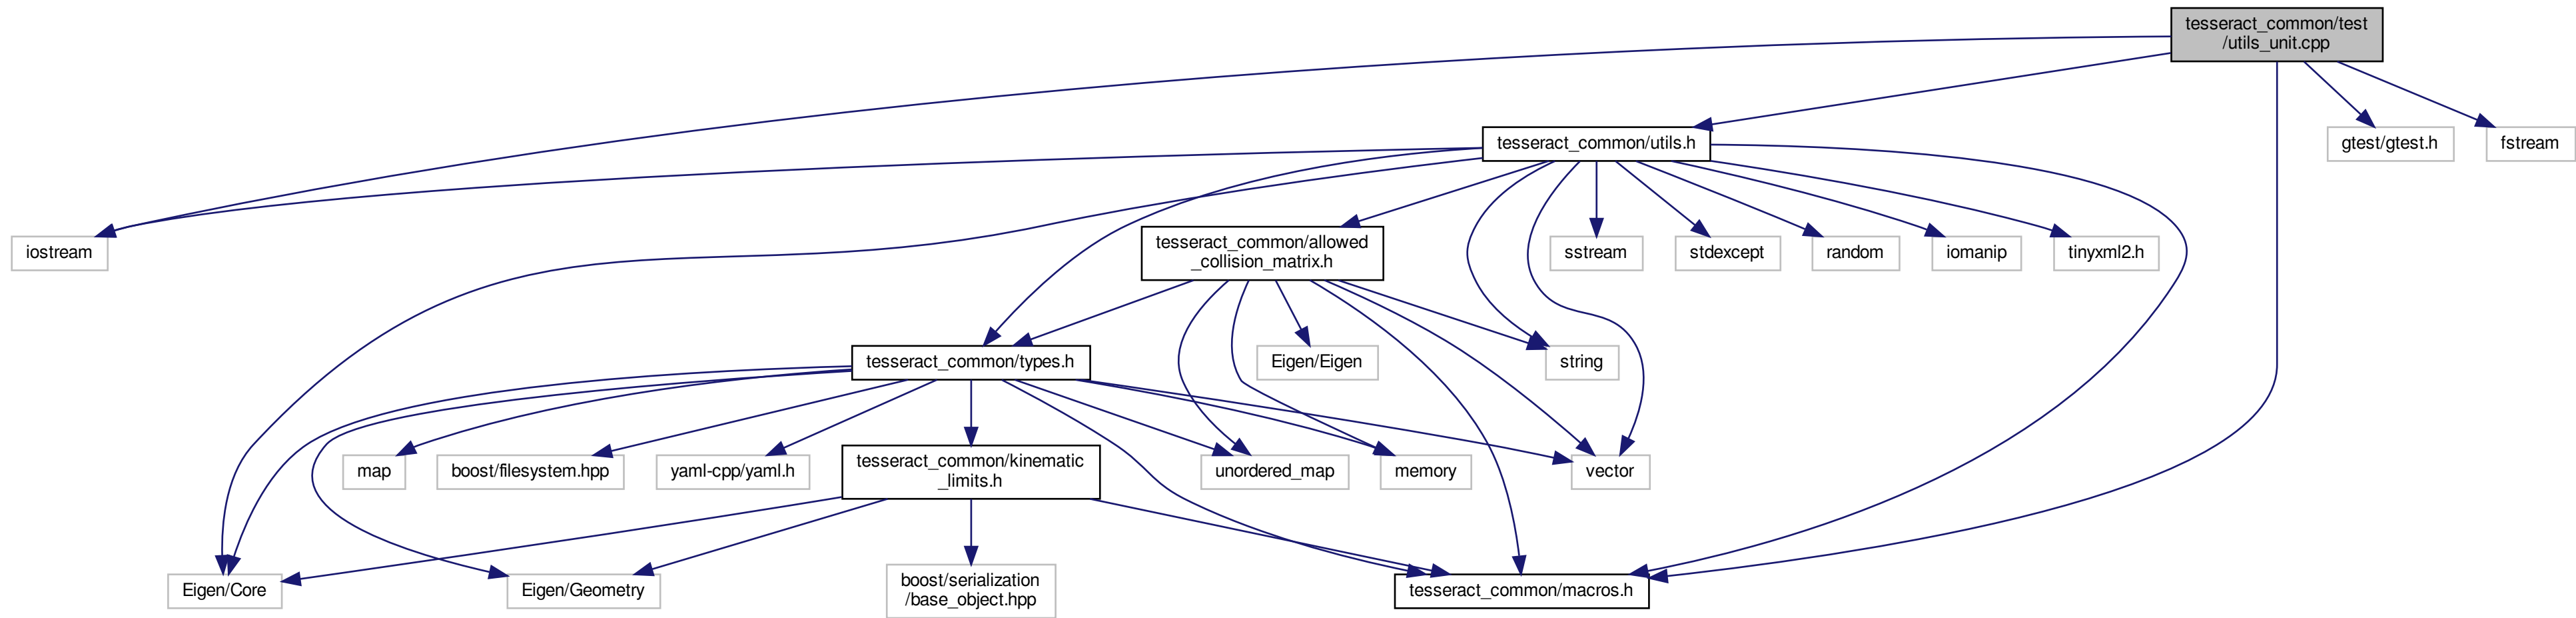 tesseract_common/test
/utils_unit.cpp
tesseract_common/utils.h
gtest/gtest.h
fstream
iostream
tesseract_common/allowed
_collision_matrix.h
sstream
stdexcept
random
iomanip
tinyxml2.h
tesseract_common/types.h
Eigen/Eigen
string
map
boost/filesystem.hpp
yaml-cpp/yaml.h
tesseract_common/kinematic
_limits.h
unordered_map
memory
vector
Eigen/Core
Eigen/Geometry
boost/serialization
/base_object.hpp
tesseract_common/macros.h